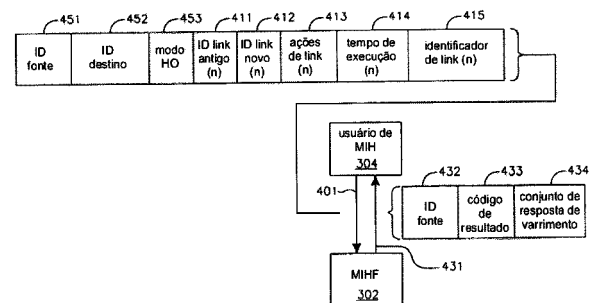 451 452 453 411 412 413 414 415
ID fonte
ID destino
modo HO
ID link antigo (n)
ID link novo (n)
ações de link (n)
tempo de execução (n)
identificador de link (n)
usuário de MIH
304
401
432 433 434
ID fonte
código de resultado
conjunto de resposta de varrimento
431
MIHF
302